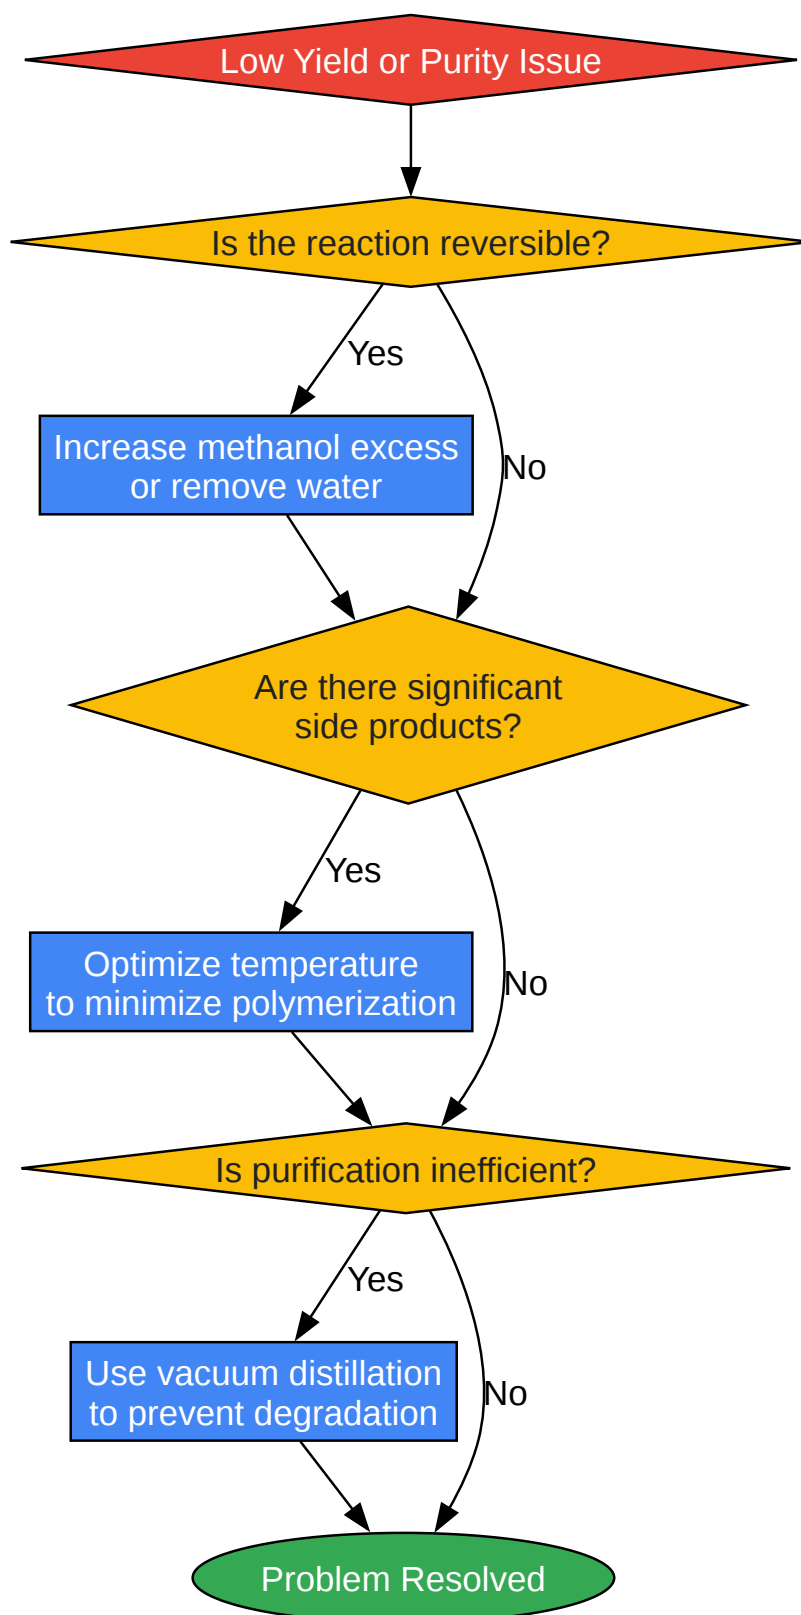 Low Yield or Purity Issue
Is the reaction reversible?
Yes
Increase methanol excess
or remove water
No
Are there significant
side products?
Yes
Optimize temperature
to minimize polymerization
No
Is purification inefficient?
Yes
Use vacuum distillation
to prevent degradation
No
Problem Resolved